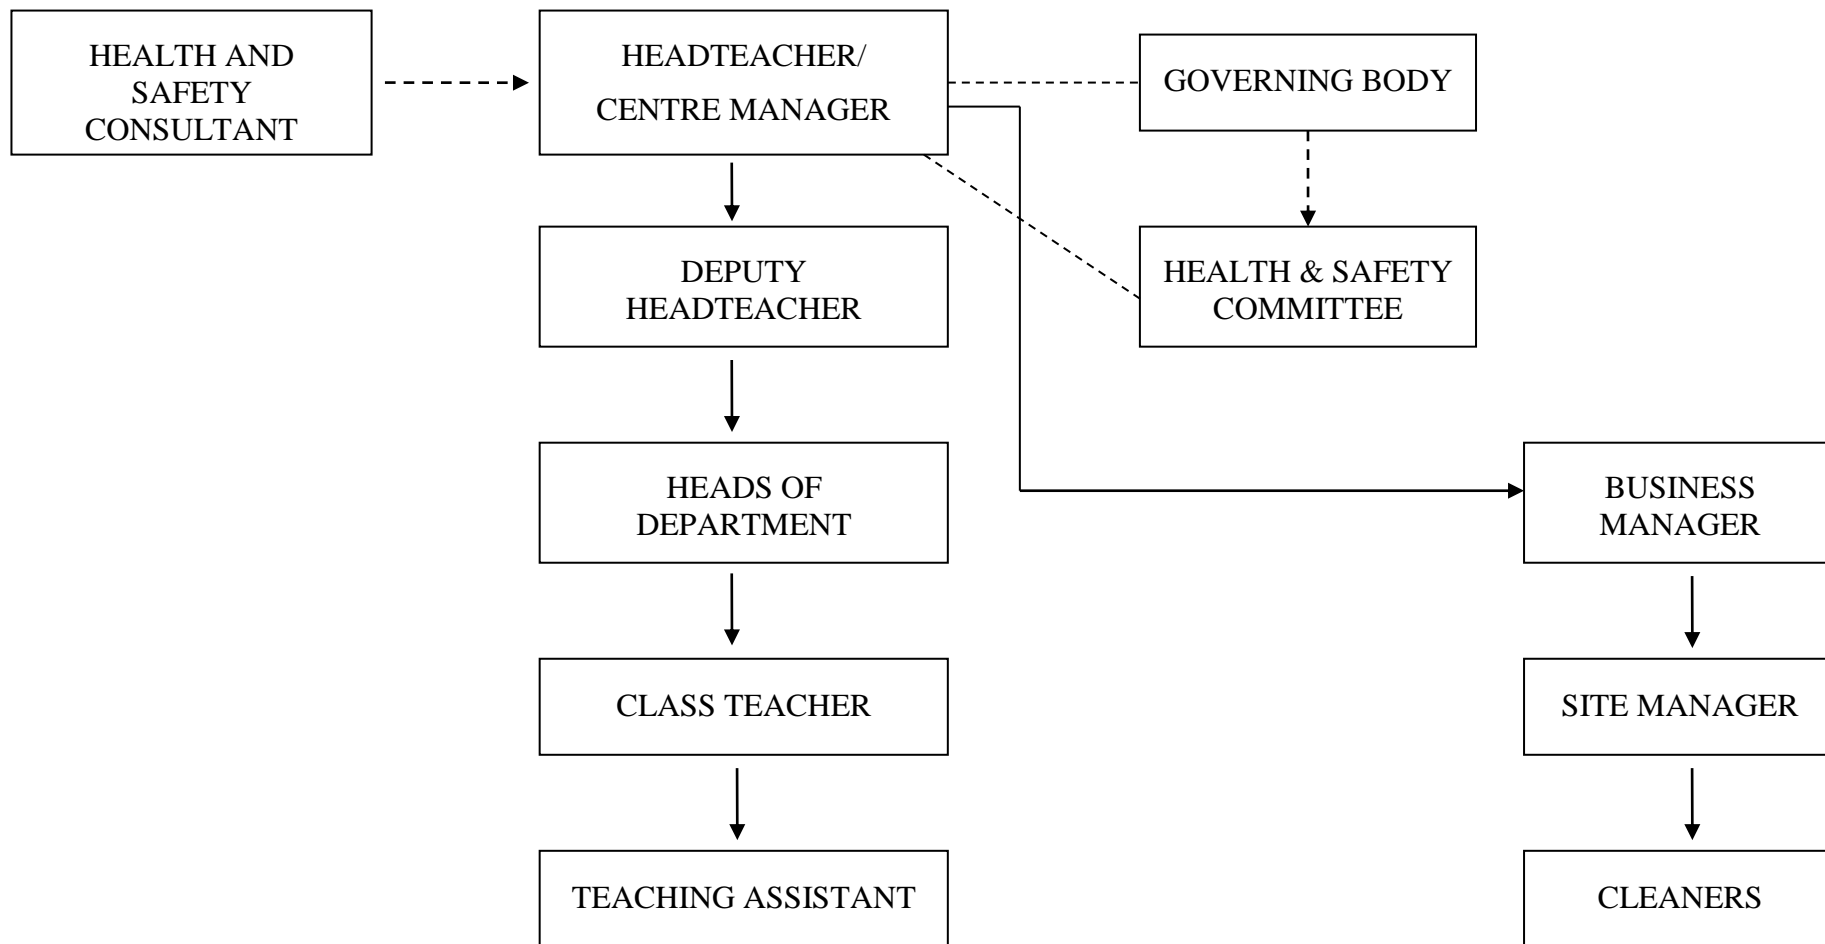 HEALTH AND
SAFETY
CONSULTANT
HEADTEACHER/
CENTRE MANAGER
GOVERNING BODY
DEPUTY
HEADTEACHER
HEALTH & SAFETY
COMMITTEE
HEADS OF
DEPARTMENT
BUSINESS
MANAGER
CLASS TEACHER
SITE MANAGER
TEACHING ASSISTANT
CLEANERS